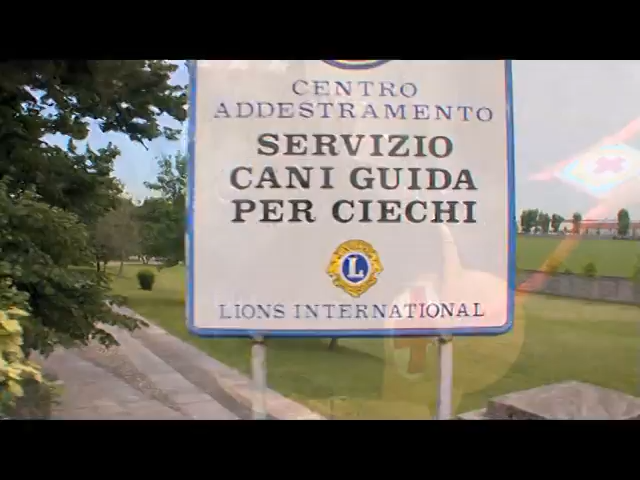 CENTRO
ADDESTRAMENTO
SERVIZIO
CANI GUIDA
PER CIECHI
L
LIONS INTERNATIONAL